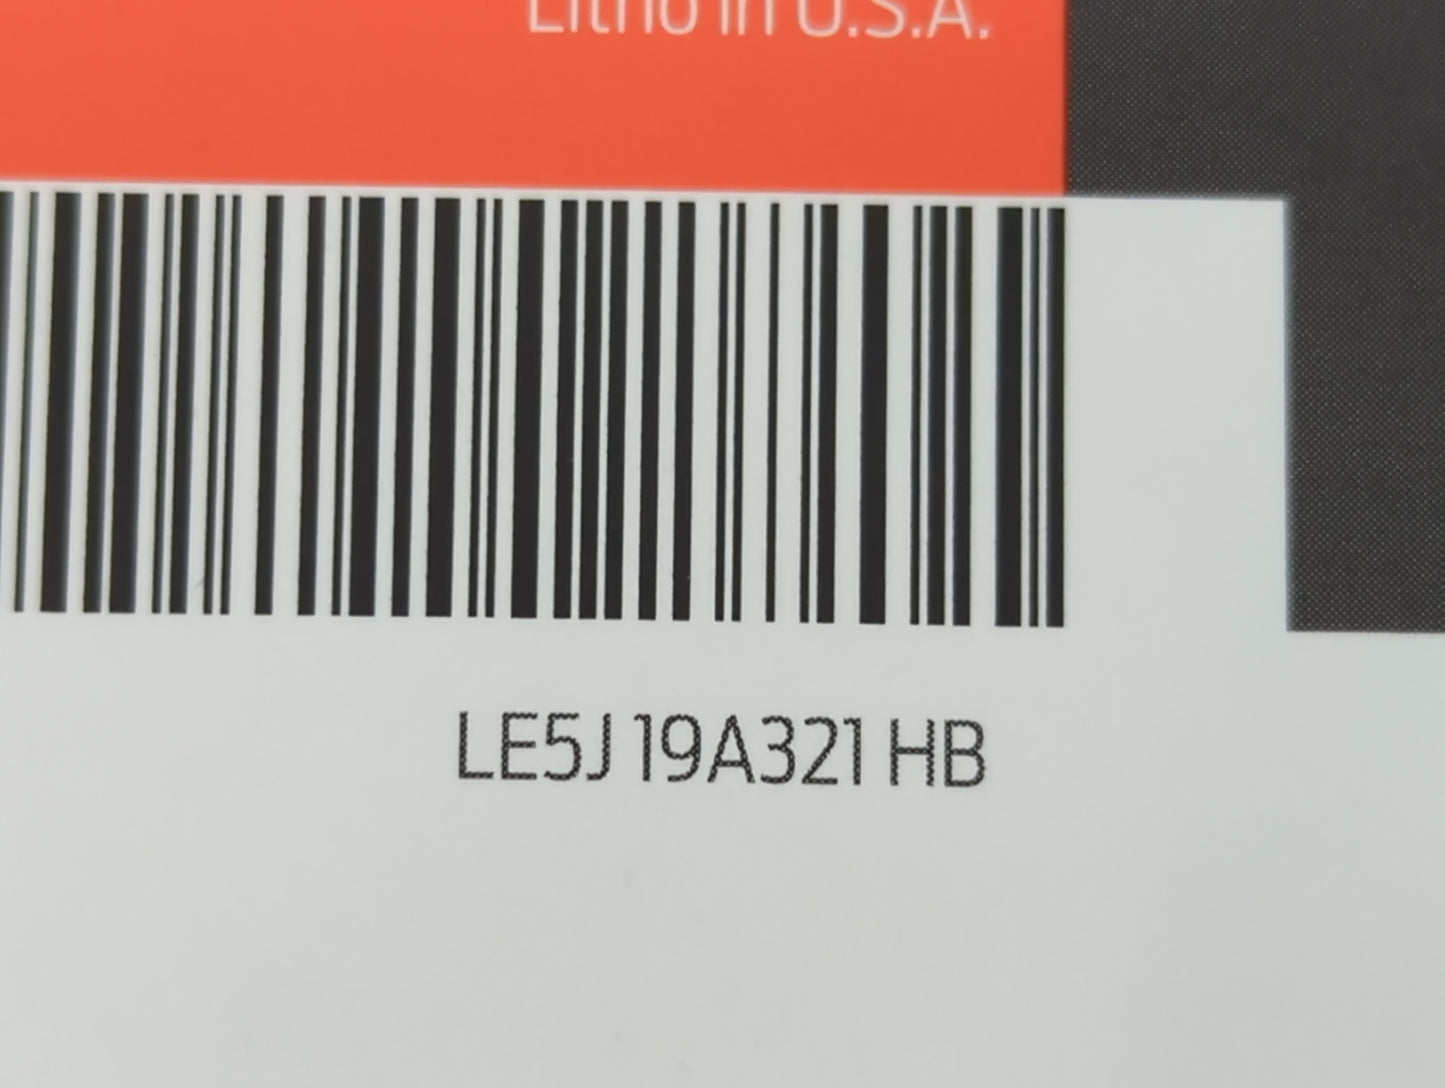 Litho in U.S.A.
LE5J 19A321 HB